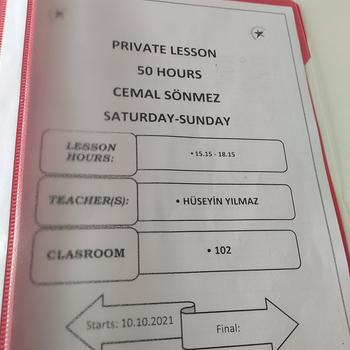 PRIVATE LESSON
50 HOURS
CEMAL SÖNMEZ
SATURDAY-SUNDAY
LESSON HOURS:
• 15.15 - 18.15
TEACHER(S):
• HÜSEYİN YILMAZ
CLASROOM
• 102
Starts: 10.10.2021
Final: